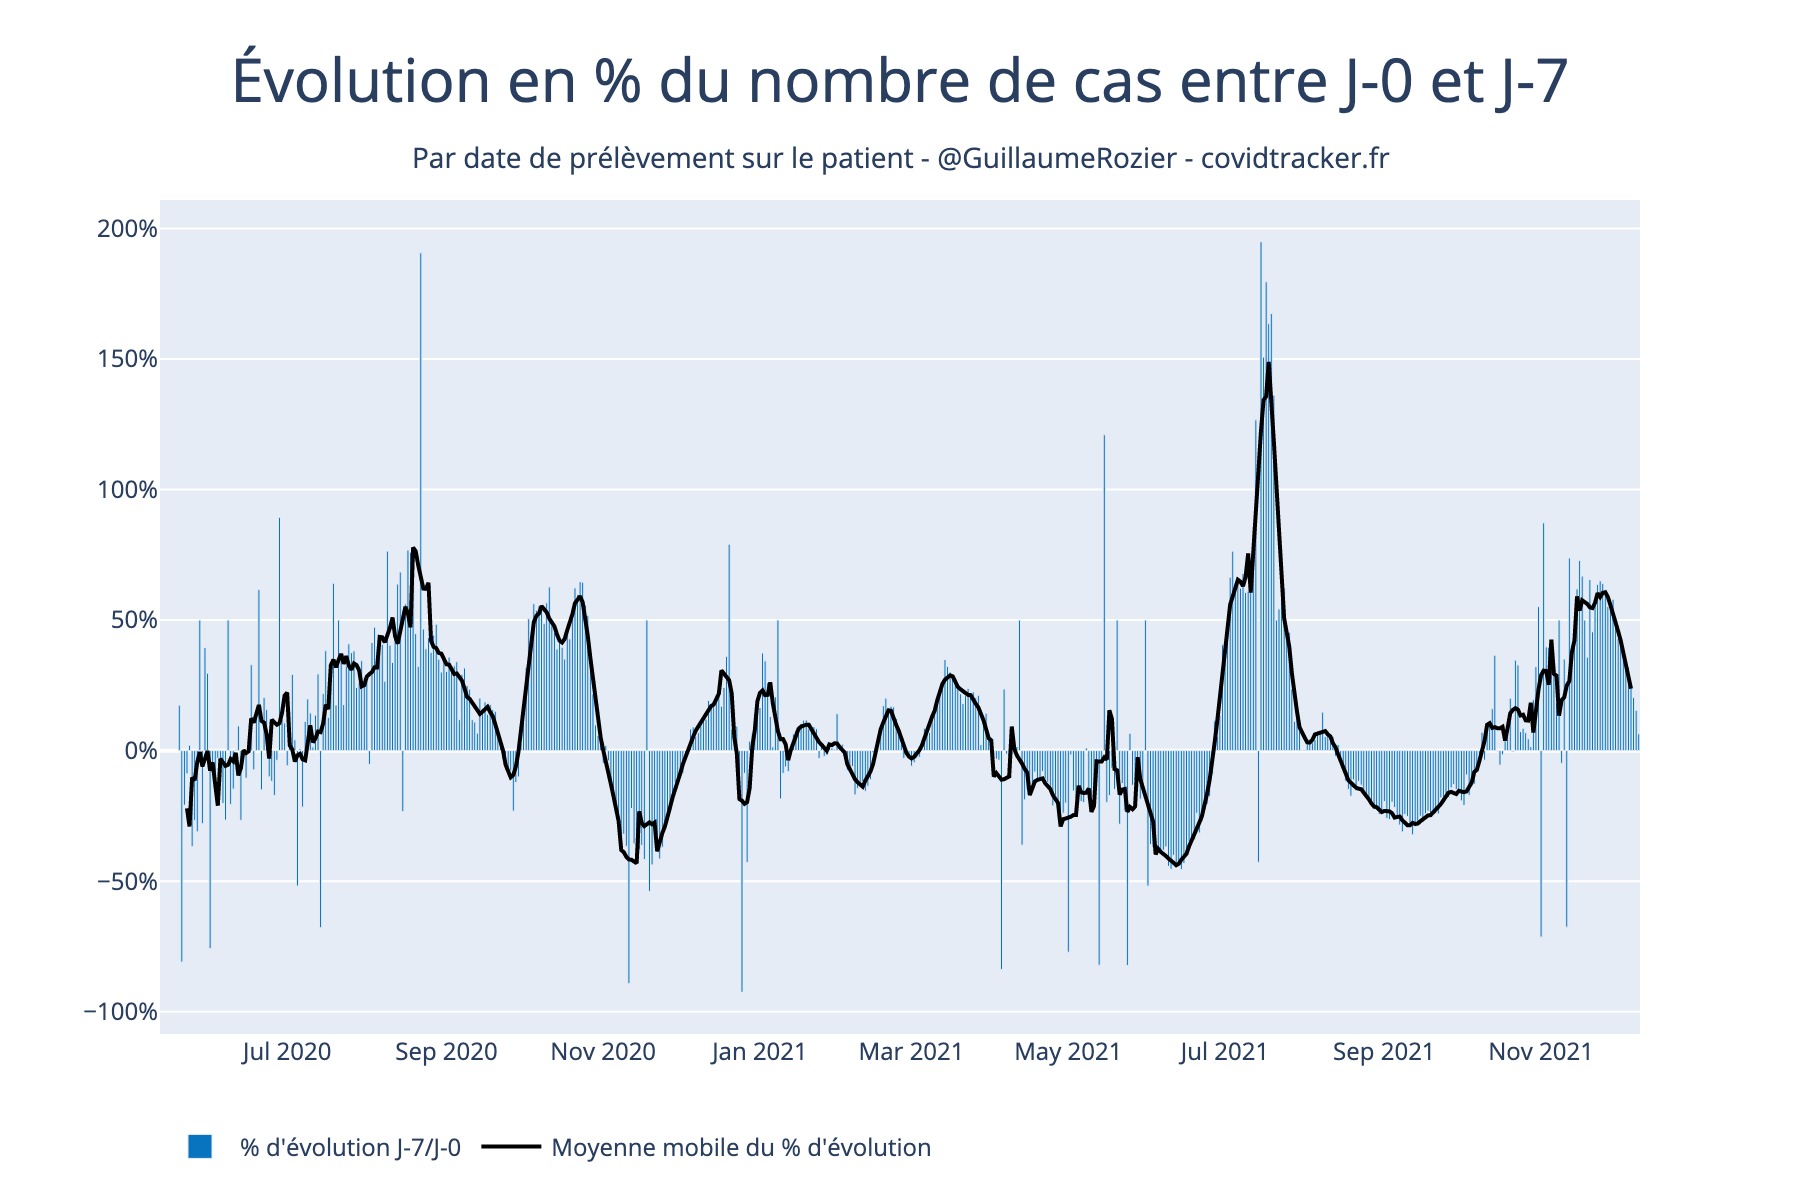 Évolution en % du nombre de cas entre J-0 et J-7
Par date de prélèvement sur le patient - @GuillaumeRozier - covidtracker.fr
200%
150%
100%
50%
0%
−50%
−100%
Jul 2020 Sep 2020 Nov 2020 Jan 2021 Mar 2021 May 2021 Jul 2021 Sep 2021 Nov 2021
% d'évolution J-7/J-0 Moyenne mobile du % d'évolution